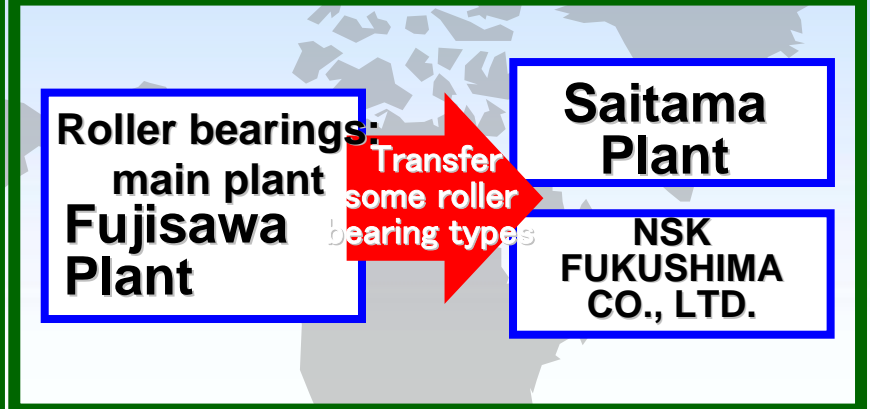 Roller bearings:
main plant
Fujisawa
Plant
Transfer
some roller
bearing types
Saitama
Plant
NSK
FUKUSHIMA
CO., LTD.